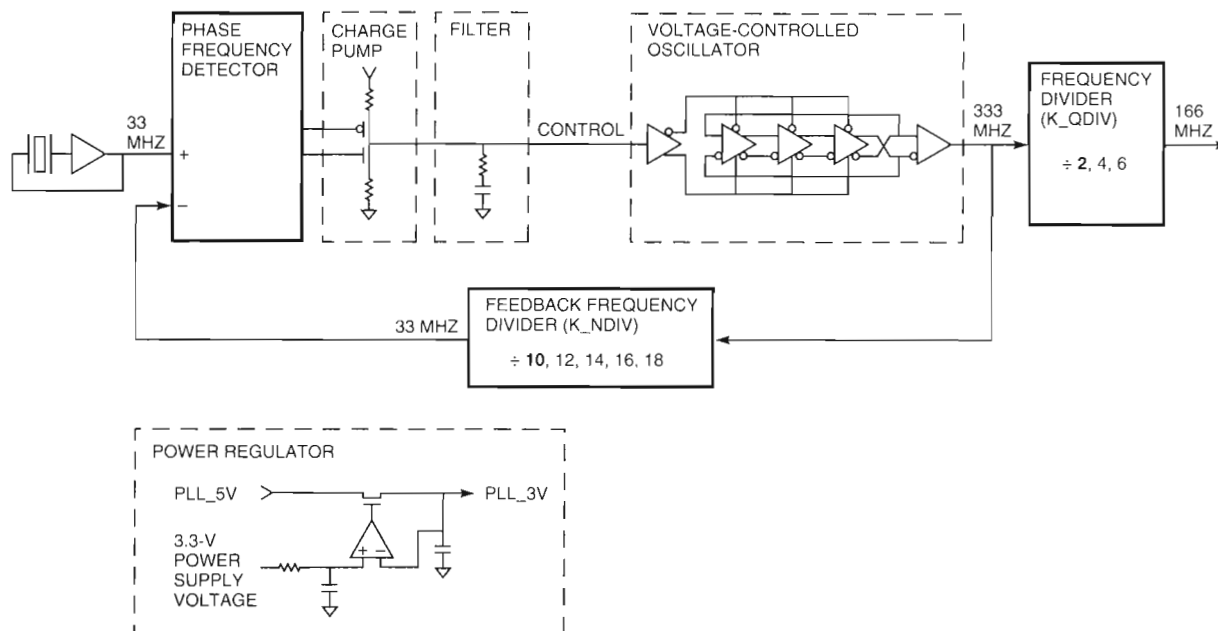 PHASE
FREQUENCY
DETECTOR
CHARGE
PUMP
FILTER
VOLTAGE-CONTROLLED
OSCILLATOR
FREQUENCY
DIVIDER
(K_QDIV)
÷ 2, 4, 6
33
MHZ
+
−
CONTROL
333
MHZ
166
MHZ
FEEDBACK FREQUENCY
DIVIDER (K_NDIV)
÷ 10, 12, 14, 16, 18
33 MHZ
POWER REGULATOR
PLL_5V
PLL_3V
3.3-V
POWER
SUPPLY
VOLTAGE
+ −